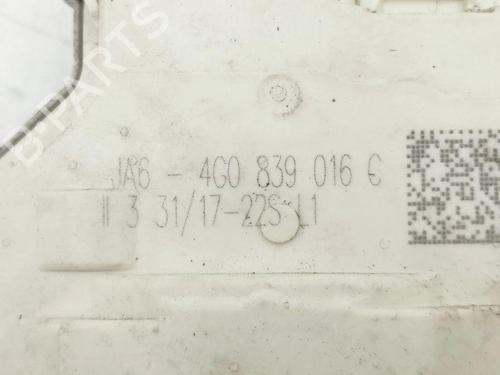 B-PARTS
JA6 - 4G0 839 016 C
II 3 31/17-22S L1